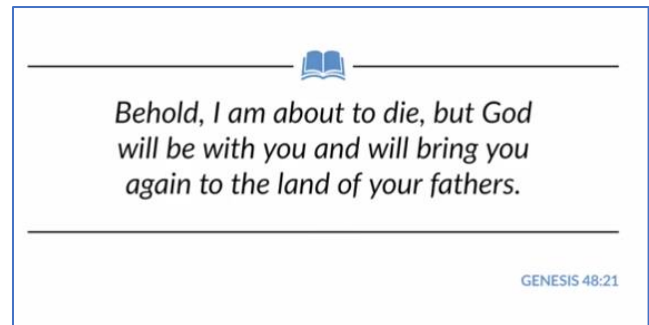 Behold, I am about to die, but God
will be with you and will bring you
again to the land of your fathers.
GENESIS 48:21